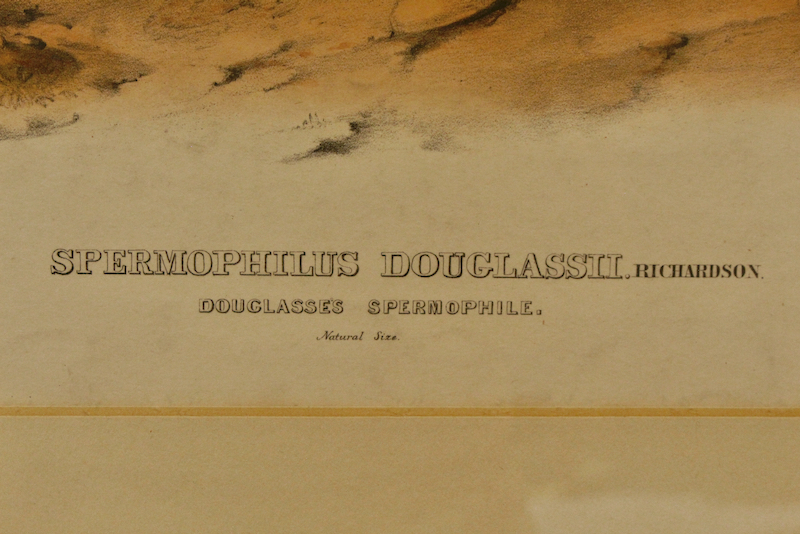 SPERMOPHILUS DOUGLASSII. RICHARDSON.
DOUGLASSES SPERMOPHILE.
Natural Size.